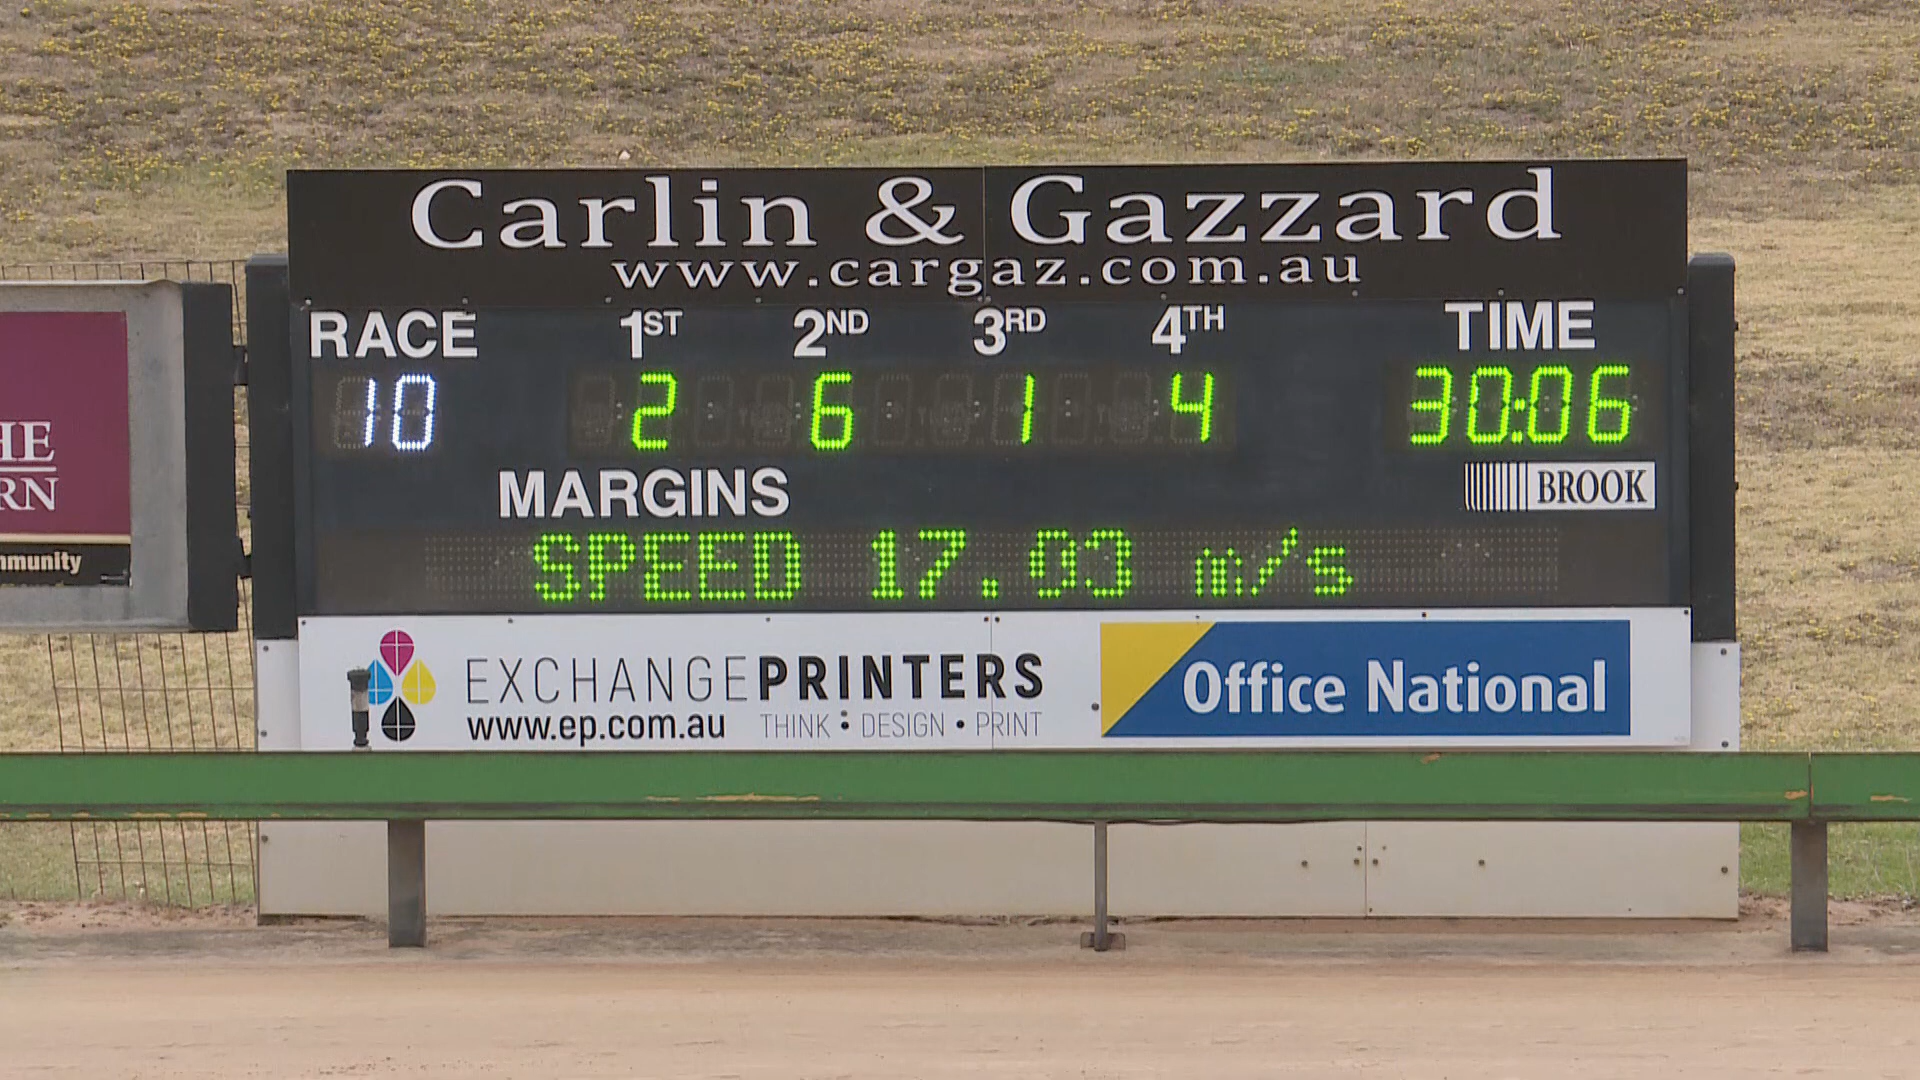 Carlin & Gazzard
www.cargaz.com.au
RACE 1ST 2ND 3RD 4TH TIME
10 2 6 1 4 30:06
MARGINS
BROOK
SPEED 17.03 m/s
HE
RN
mmunity
EXCHANGEPRINTERS
www.ep.com.au THINK • DESIGN • PRINT
Office National